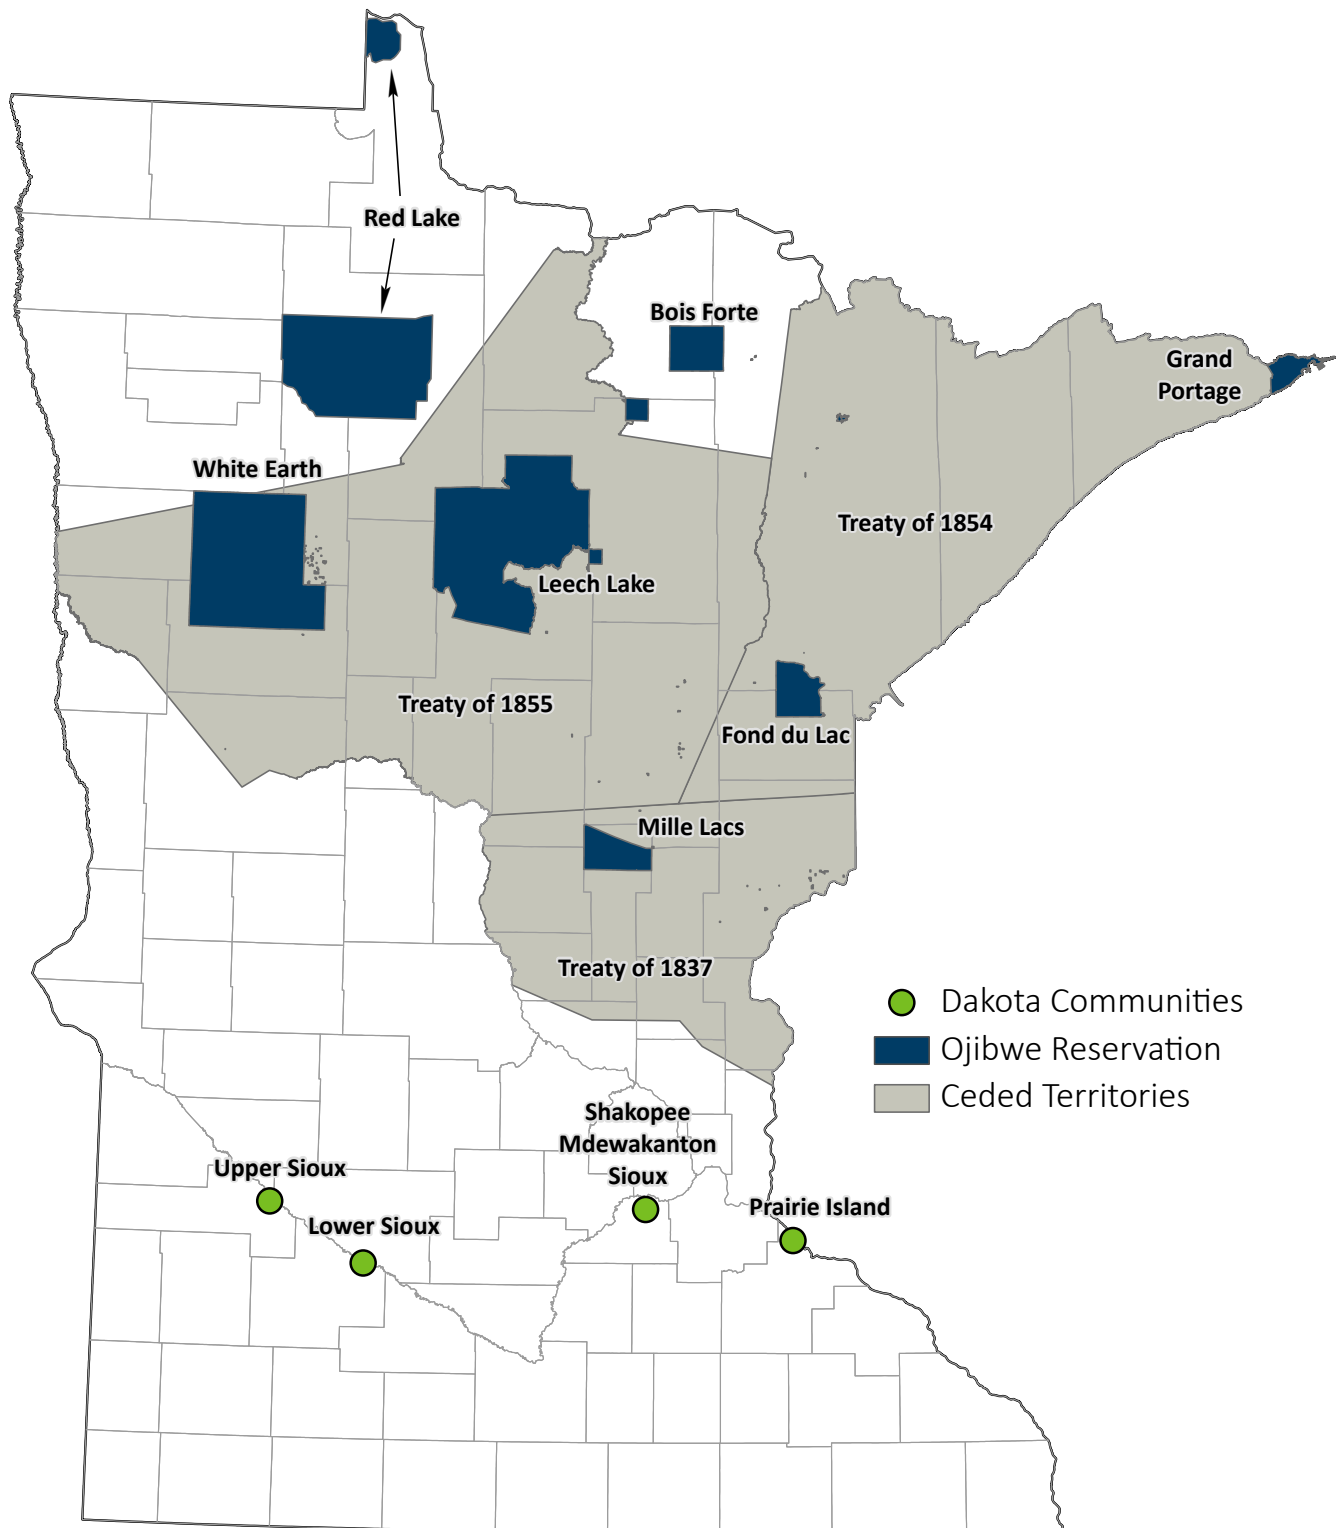 Red Lake
Bois Forte
Grand
Portage
White Earth
Treaty of 1854
Leech Lake
Treaty of 1855
Fond du Lac
Mille Lacs
Treaty of 1837
Dakota Communities
Ojibwe Reservation
Ceded Territories
Shakopee
Mdewakanton
Sioux
Upper Sioux
Prairie Island
Lower Sioux